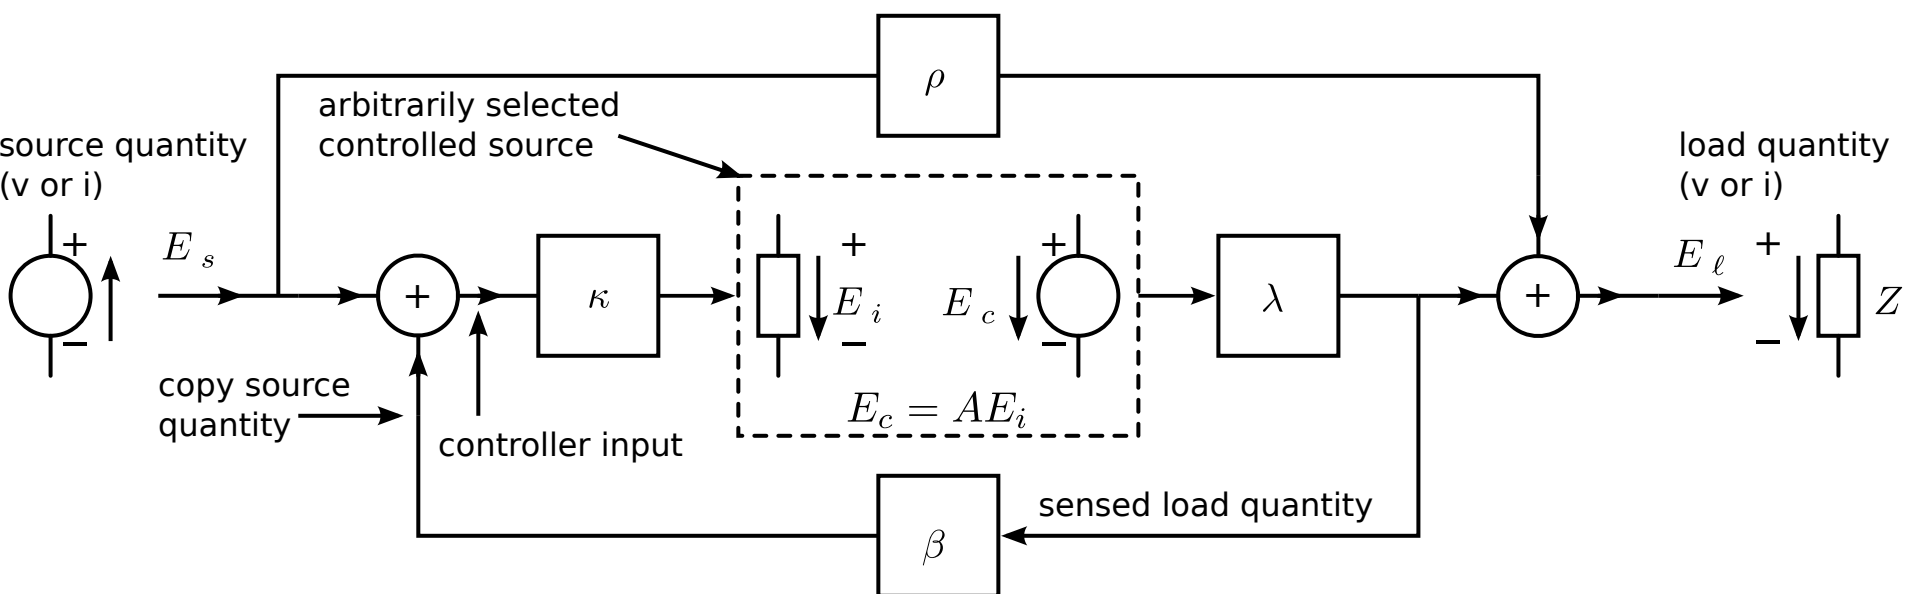 ρ
arbitrarily selected
controlled source
source quantity
(v or i)
load quantity
(v or i)
+
E s
+
κ
+
E i
−
+
E c
−
λ
+
E ℓ
+
−
Z
−
E_c = AE_i
copy source
quantity
controller input
sensed load quantity
β